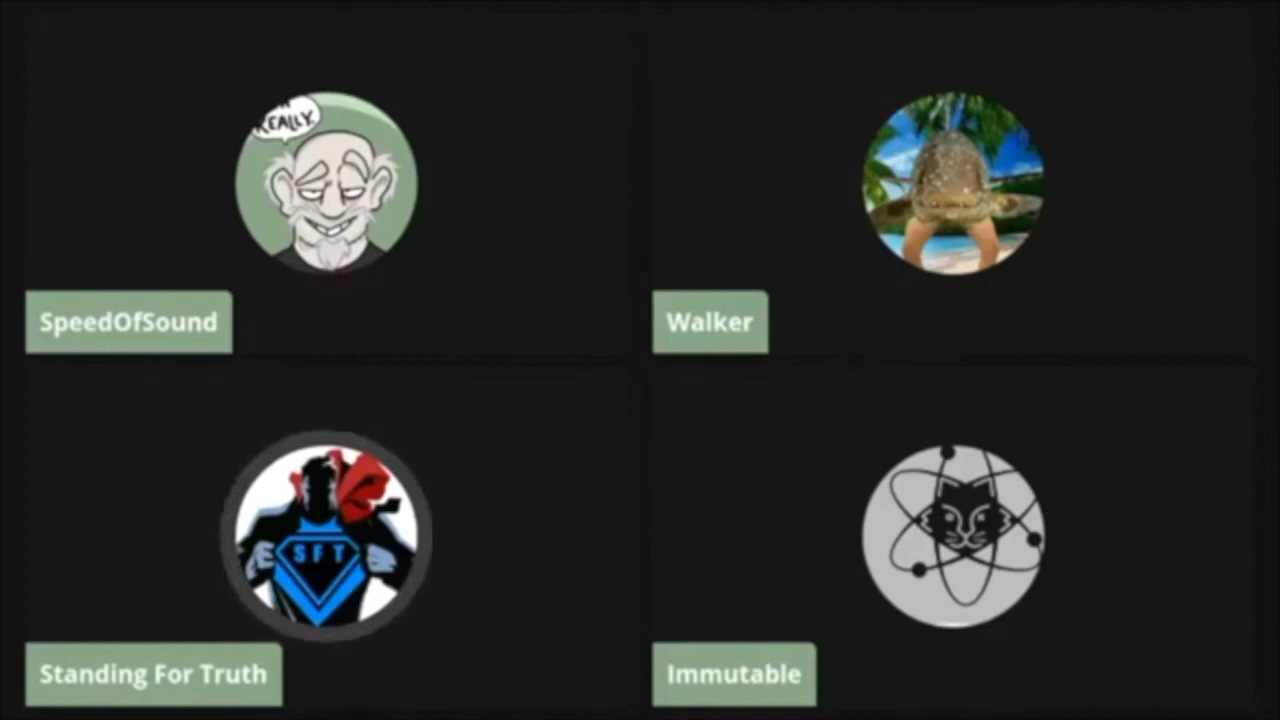 REALLY.
SpeedOfSound
Walker
SFT
Standing For Truth
Immutable